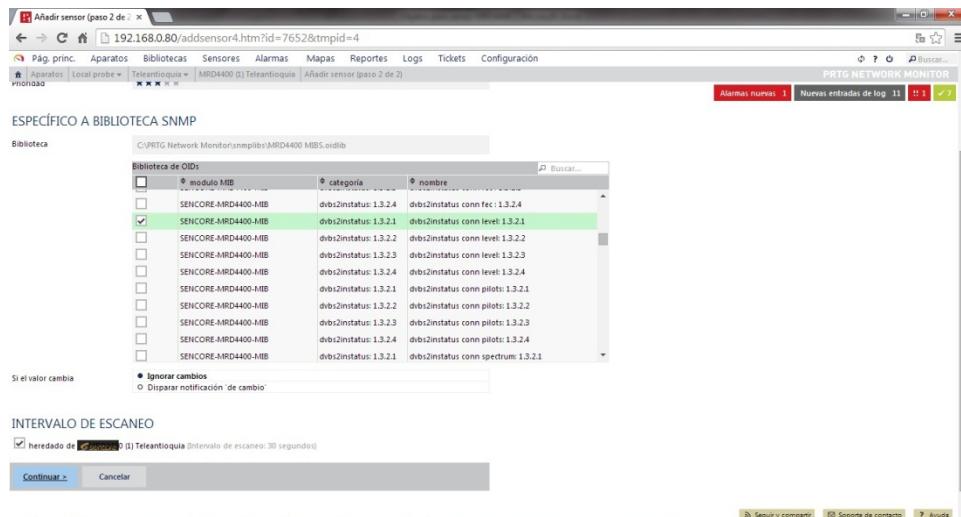 Añadir sensor (paso 2 de 2
192.168.0.80/addsensor4.htm?id=7652&tmpid=4
Pág. princ. Aparatos Bibliotecas Sensores Alarmas Mapas Reportes Logs Tickets Configuración Buscar...
Aparatos Local probe Teleantioquia MRD4400 (1) Teleantioquia Añadir sensor (paso 2 de 2) PRTG NETWORK MONITOR
Prioridad
Alarmas nuevas 1 Nuevas entradas de log 11 !! 1 7
ESPECÍFICO A BIBLIOTECA SNMP
Biblioteca C:\PRTG Network Monitor\snmplibs\MRD4400 MIBS.oidlib
Biblioteca de OIDs Buscar...
modulo MIB categoría nombre
SENCORE-MRD4400-MIB dvbs2instatus: 1.3.2.4 dvbs2instatus conn fec : 1.3.2.4
SENCORE-MRD4400-MIB dvbs2instatus: 1.3.2.1 dvbs2instatus conn level: 1.3.2.1
SENCORE-MRD4400-MIB dvbs2instatus: 1.3.2.2 dvbs2instatus conn level: 1.3.2.2
SENCORE-MRD4400-MIB dvbs2instatus: 1.3.2.3 dvbs2instatus conn level: 1.3.2.3
SENCORE-MRD4400-MIB dvbs2instatus: 1.3.2.4 dvbs2instatus conn level: 1.3.2.4
SENCORE-MRD4400-MIB dvbs2instatus: 1.3.2.1 dvbs2instatus conn pilots: 1.3.2.1
SENCORE-MRD4400-MIB dvbs2instatus: 1.3.2.2 dvbs2instatus conn pilots: 1.3.2.2
SENCORE-MRD4400-MIB dvbs2instatus: 1.3.2.3 dvbs2instatus conn pilots: 1.3.2.3
SENCORE-MRD4400-MIB dvbs2instatus: 1.3.2.4 dvbs2instatus conn pilots: 1.3.2.4
SENCORE-MRD4400-MIB dvbs2instatus: 1.3.2.1 dvbs2instatus conn spectrum: 1.3.2.1
Si el valor cambia Ignorar cambios
Disparar notificación 'de cambio'
INTERVALO DE ESCANEO
heredado de 0 (1) Teleantioquia (Intervalo de escaneo: 30 segundos)
Continuar > Cancelar
Seguir y compartir Soporte de contacto ? Ayuda